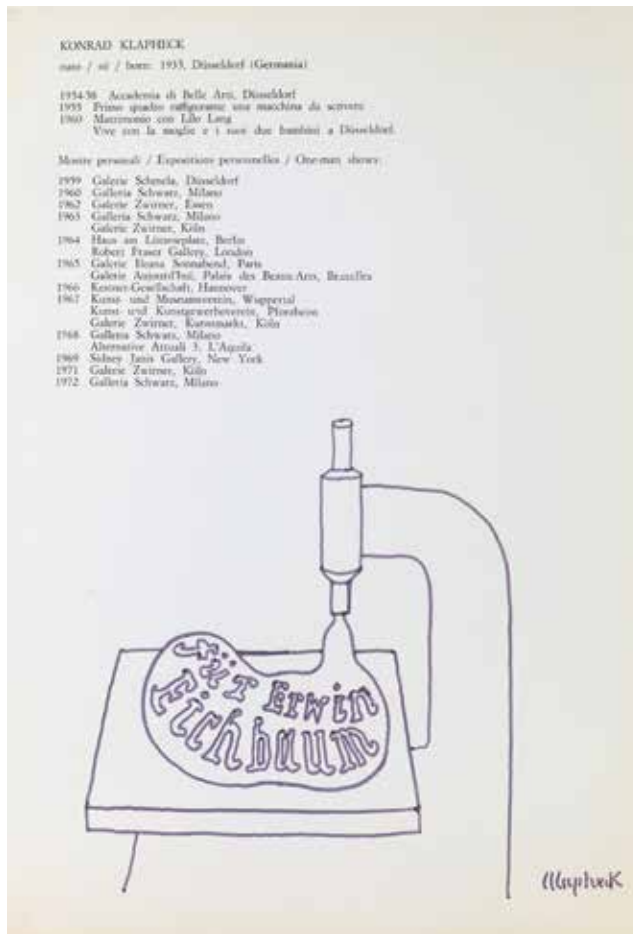 KONRAD KLAPHECK
nato / né / born: 1935, Düsseldorf (Germania)
1954-58 Accademia di Belle Arti, Düsseldorf
1955 Primo quadro raffigurante una macchina da scrivere
1960 Matrimonio con Lilo Lang
Vive con la moglie e i suoi due bambini a Düsseldorf.
Mostre personali / Expositions personnelles / One-man shows:
1959 Galerie Schmela, Düsseldorf
1960 Galleria Schwarz, Milano
1962 Galerie Zwirner, Essen
1963 Galleria Schwarz, Milano
Galerie Zwirner, Köln
1964 Haus am Lützowplatz, Berlin
Robert Fraser Gallery, London
1965 Galerie Ileana Sonnabend, Paris
Galerie Aujourd'hui, Palais des Beaux-Arts, Bruxelles
1966 Kestner-Gesellschaft, Hannover
1967 Kunst- und Museumsverein, Wuppertal
Kunst- und Kunstgewerbeverein, Pforzheim
Galerie Zwirner, Kunstmarkt, Köln
1968 Galleria Schwarz, Milano
Alternative Attuali 3, L'Aquila
1969 Sidney Janis Gallery, New York
1971 Galerie Zwirner, Köln
1972 Galleria Schwarz, Milano
für Erwin
Eichbaum
Klapheck